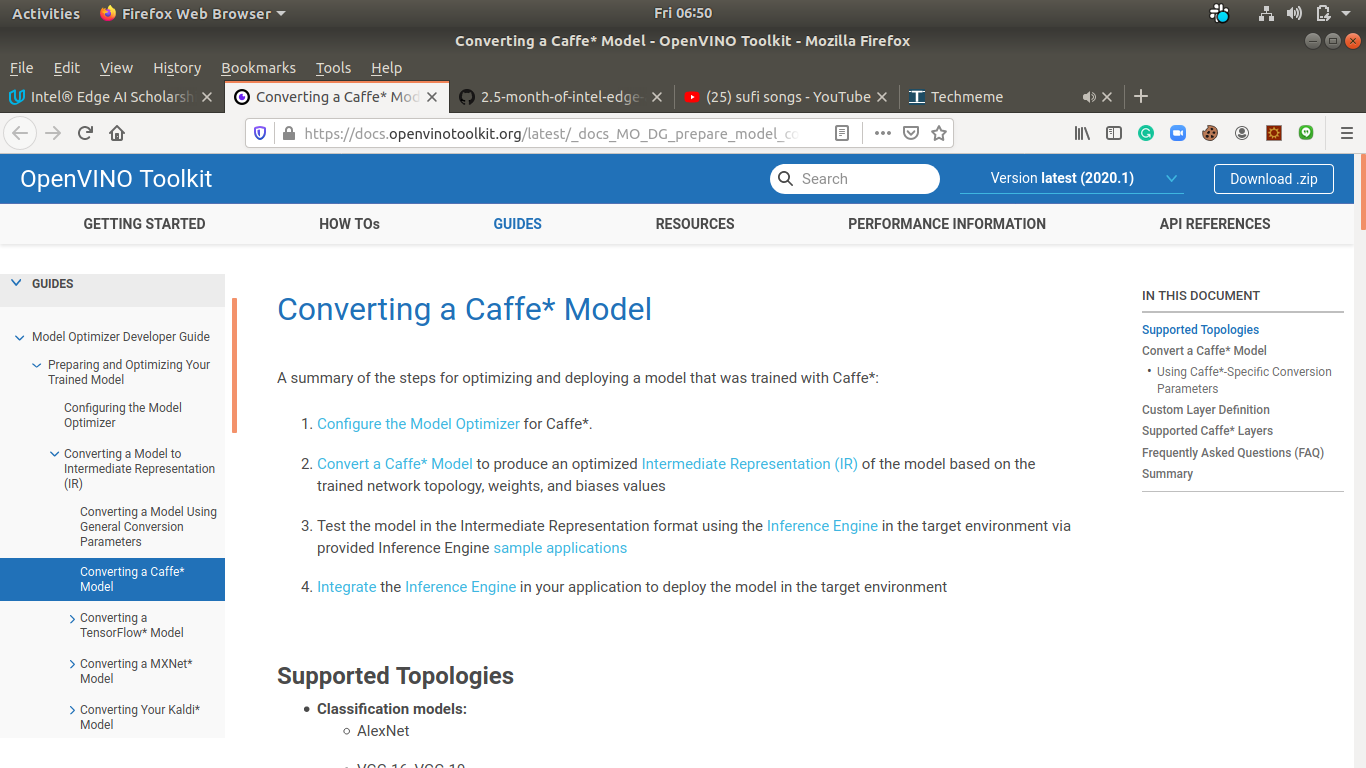 Activities Firefox Web Browser Fri 06:50
Converting a Caffe* Model - OpenVINO Toolkit - Mozilla Firefox
File Edit View History Bookmarks Tools Help
Intel® Edge AI Scholarsh Converting a Caffe* Mod 2.5-month-of-intel-edge- (25) sufi songs - YouTube Techmeme
https://docs.openvinotoolkit.org/latest/_docs_MO_DG_prepare_model_co
OpenVINO Toolkit Search Version latest (2020.1) Download .zip
GETTING STARTED HOW TOs GUIDES RESOURCES PERFORMANCE INFORMATION API REFERENCES
GUIDES
Model Optimizer Developer Guide
Preparing and Optimizing Your
Trained Model
Configuring the Model
Optimizer
Converting a Model to
Intermediate Representation
(IR)
Converting a Model Using
General Conversion
Parameters
Converting a Caffe*
Model
Converting a
TensorFlow* Model
Converting a MXNet*
Model
Converting Your Kaldi*
Model
Converting a Caffe* Model
A summary of the steps for optimizing and deploying a model that was trained with Caffe*:
1. Configure the Model Optimizer for Caffe*.
2. Convert a Caffe* Model to produce an optimized Intermediate Representation (IR) of the model based on the
trained network topology, weights, and biases values
3. Test the model in the Intermediate Representation format using the Inference Engine in the target environment via
provided Inference Engine sample applications
4. Integrate the Inference Engine in your application to deploy the model in the target environment
Supported Topologies
• Classification models:
○ AlexNet
○ VGG-16, VGG-19
IN THIS DOCUMENT
Supported Topologies
Convert a Caffe* Model
• Using Caffe*-Specific Conversion
Parameters
Custom Layer Definition
Supported Caffe* Layers
Frequently Asked Questions (FAQ)
Summary